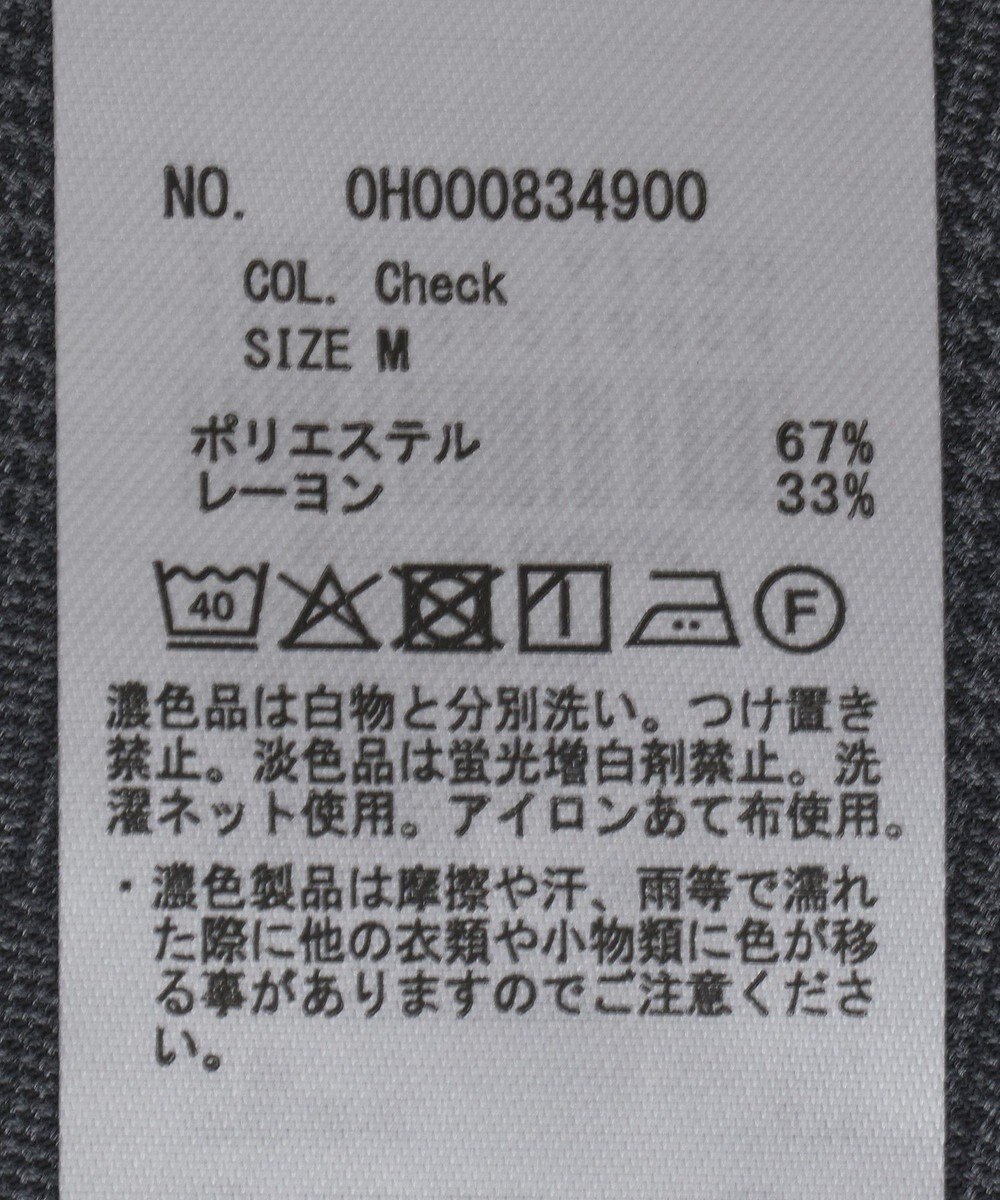 NO. 0H000834900
COL. Check
SIZE M
ポリエステル 67%
レーヨン 33%
40 F
濃色品は白物と分別洗い。つけ置き
禁止。淡色品は蛍光増白剤禁止。洗
濯ネット使用。アイロンあて布使用。
・濃色製品は摩擦や汗、雨等で濡れ
た際に他の衣類や小物類に色が移
る事がありますのでご注意くださ
い。